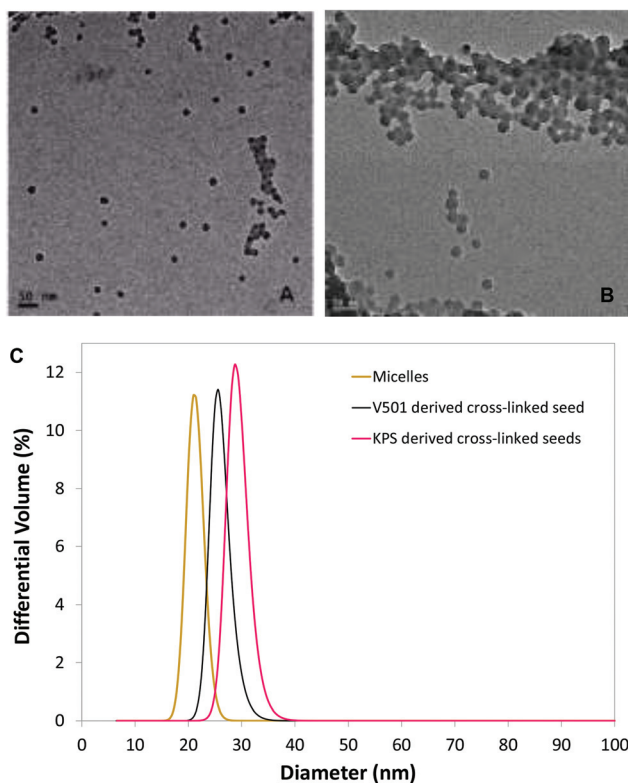 50 nm
A
B
C
12
10
8
6
4
2
0
Differential Volume (%)
Micelles
V501 derived cross-linked seed
KPS derived cross-linked seeds
0 10 20 30 40 50 60 70 80 90 100
Diameter (nm)